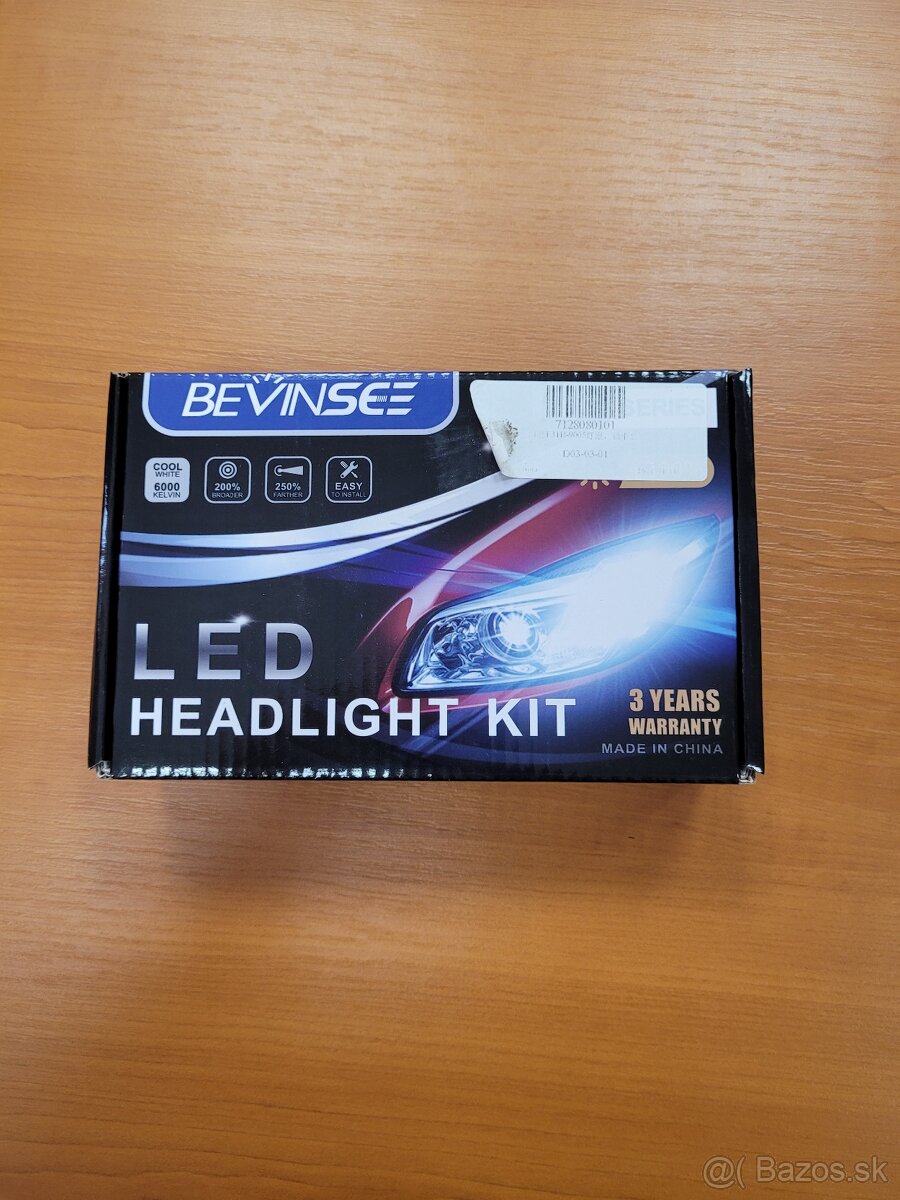 BEVINSEE
SERIES
7128080101
D03-03-01
COOL
WHITE
6000
KELVIN
200%
BROADER
250%
FARTHER
EASY
TO INSTALL
LED
HEADLIGHT KIT
3 YEARS
WARRANTY
MADE IN CHINA
@( Bazos.sk